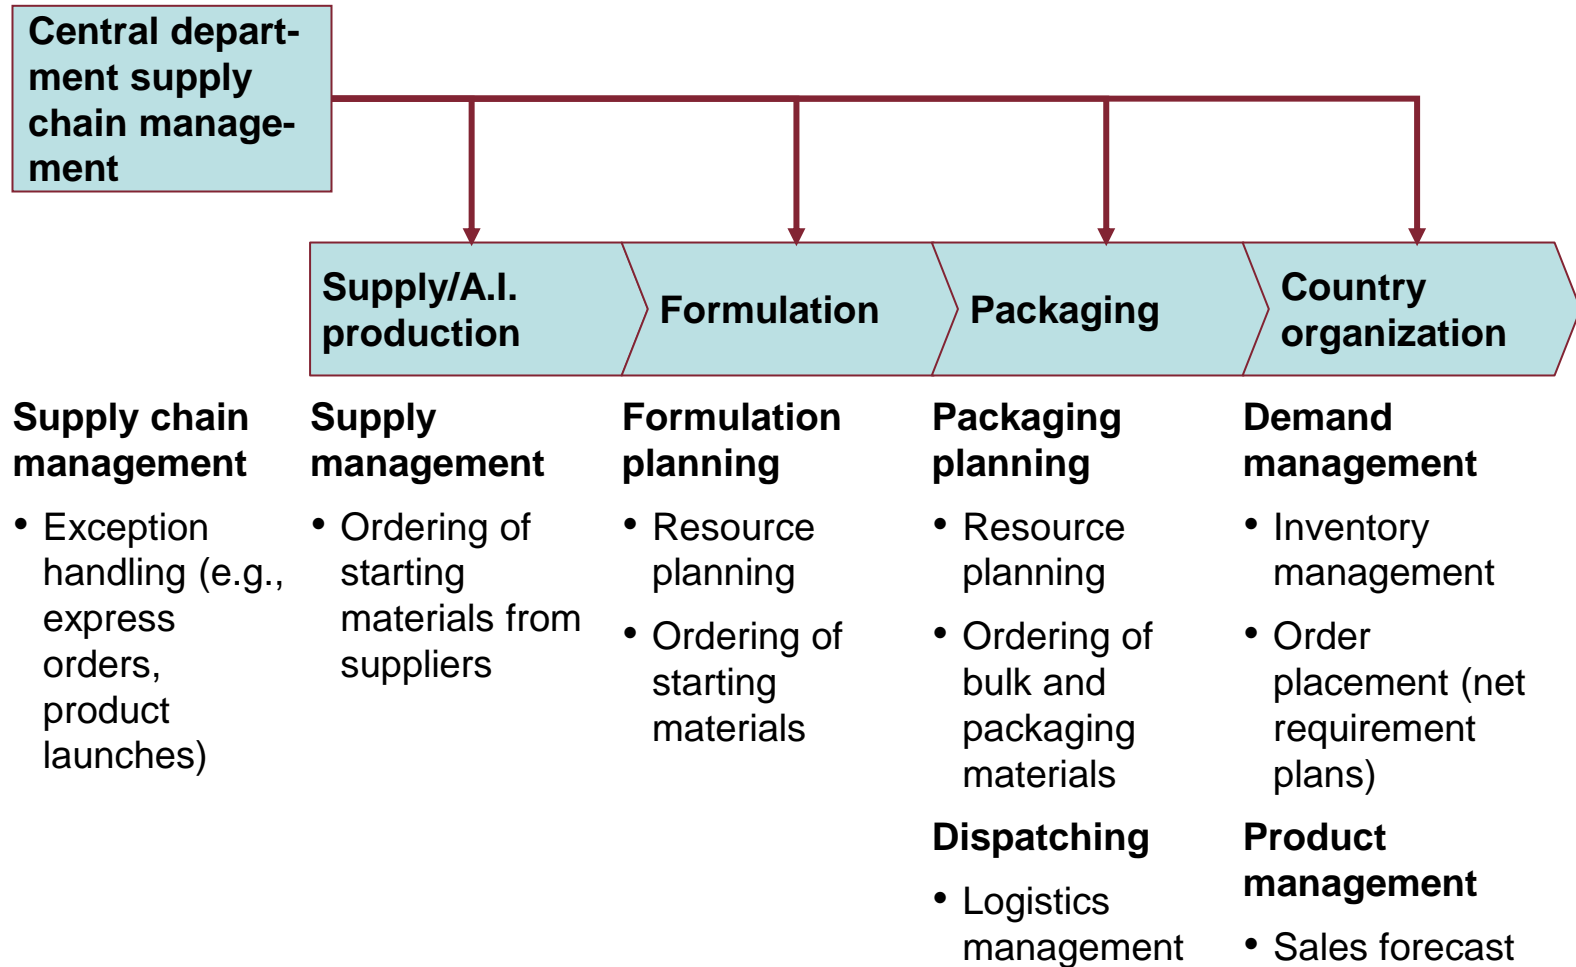 Central depart-
ment supply
chain manage-
ment
Supply/A.I.
production
Formulation
Packaging
Country
organization
Supply chain
management
• Exception
handling (e.g.,
express
orders,
product
launches)
Supply
management
• Ordering of
starting
materials from
suppliers
Formulation
planning
• Resource
planning
• Ordering of
starting
materials
Packaging
planning
• Resource
planning
• Ordering of
bulk and
packaging
materials
Dispatching
• Logistics
management
Demand
management
• Inventory
management
• Order
placement (net
requirement
plans)
Product
management
• Sales forecast